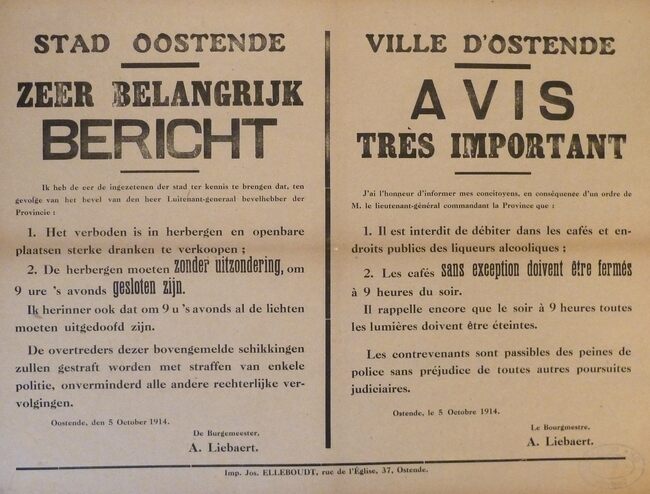 STAD OOSTENDE
ZEER BELANGRIJK
BERICHT
Ik heb de eer de ingezetenen der stad ter kennis te brengen dat, ten
gevolge van het bevel van den heer Luitenant-generaal bevelhebber der
Provincie :
1. Het verboden is in herbergen en openbare
plaatsen sterke dranken te verkoopen ;
2. De herbergen moeten zonder uitzondering, om
9 ure 's avonds gesloten zijn.
Ik herinner ook dat om 9 u 's avonds al de lichten
moeten uitgedoofd zijn.
De overtreders dezer bovengemelde schikkingen
zullen gestraft worden met straffen van enkele
politie, onverminderd alle andere rechterlijke ver-
volgingen.
Oostende, den 5 October 1914.
De Burgemeester,
A. Liebaert.
VILLE D'OSTENDE
AVIS
TRÈS IMPORTANT
J'ai l'honneur d'informer mes concitoyens, en conséquence d'un ordre de
M. le lieutenant-général commandant la Province que :
1. Il est interdit de débiter dans les cafés et en-
droits publics des liqueurs alcooliques ;
2. Les cafés sans exception doivent être fermés
à 9 heures du soir.
Il rappelle encore que le soir à 9 heures toutes
les lumières doivent être éteintes.
Les contrevenants sont passibles des peines de
police sans préjudice de toutes autres poursuites
judiciaires.
Ostende, le 5 Octobre 1914.
Le Bourgmestre,
A. Liebaert.
Imp. Jos. ELLEBOUDT, rue de l'Église, 37, Ostende.